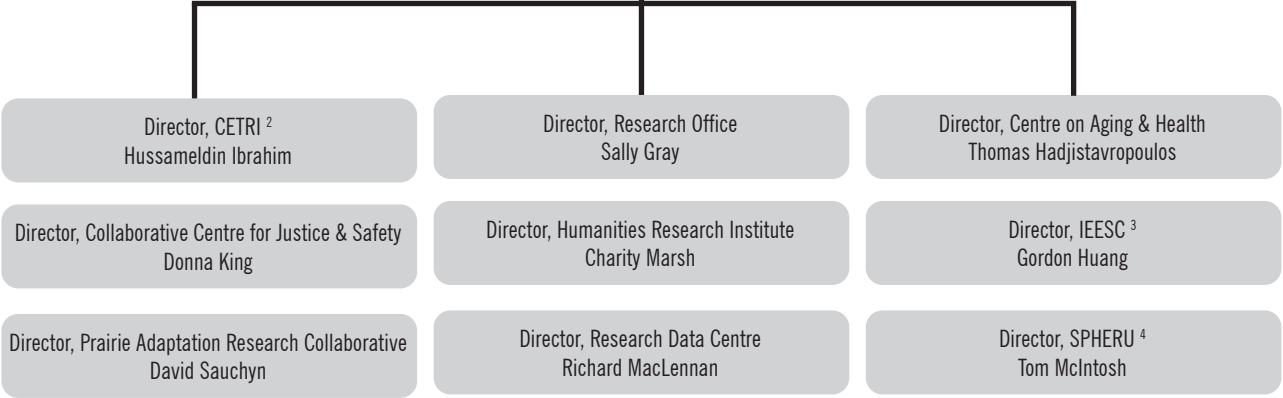 Director, CETRI ²
Hussameldin Ibrahim
Director, Research Office
Sally Gray
Director, Centre on Aging & Health
Thomas Hadjistavropoulos
Director, Collaborative Centre for Justice & Safety
Donna King
Director, Humanities Research Institute
Charity Marsh
Director, IEESC ³
Gordon Huang
Director, Prairie Adaptation Research Collaborative
David Sauchyn
Director, Research Data Centre
Richard MacLennan
Director, SPHERU ⁴
Tom McIntosh